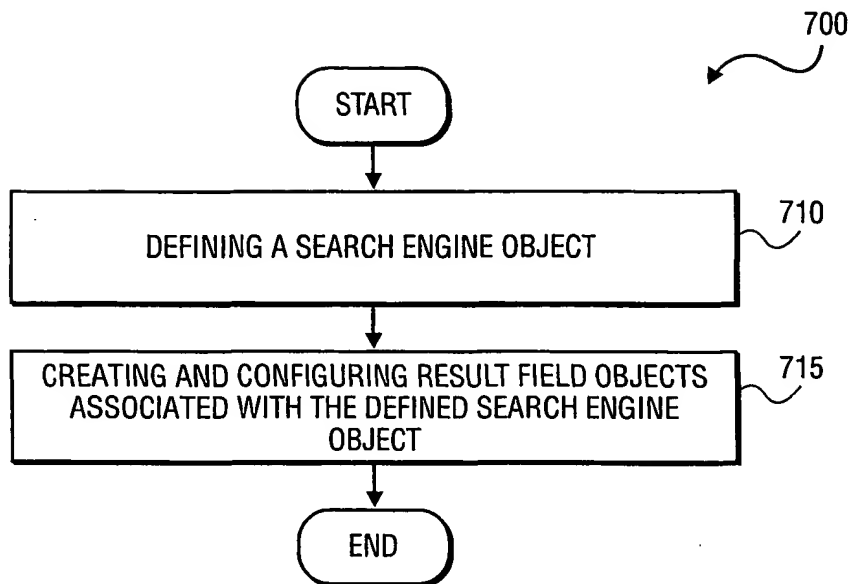 700
START
710
DEFINING A SEARCH ENGINE OBJECT
715
CREATING AND CONFIGURING RESULT FIELD OBJECTS
ASSOCIATED WITH THE DEFINED SEARCH ENGINE
OBJECT
END